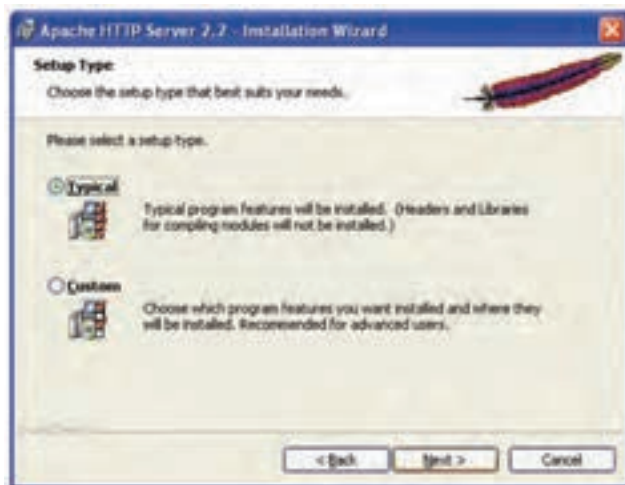 Apache HTTP Server 2.2 - Installation Wizard
Setup Type
Choose the setup type that best suits your needs.
Please select a setup type.
Typical
Typical program features will be installed. (Headers and Libraries
for compiling modules will not be installed.)
Custom
Choose which program features you want installed and where they
will be installed. Recommended for advanced users.
< Back
Next >
Cancel